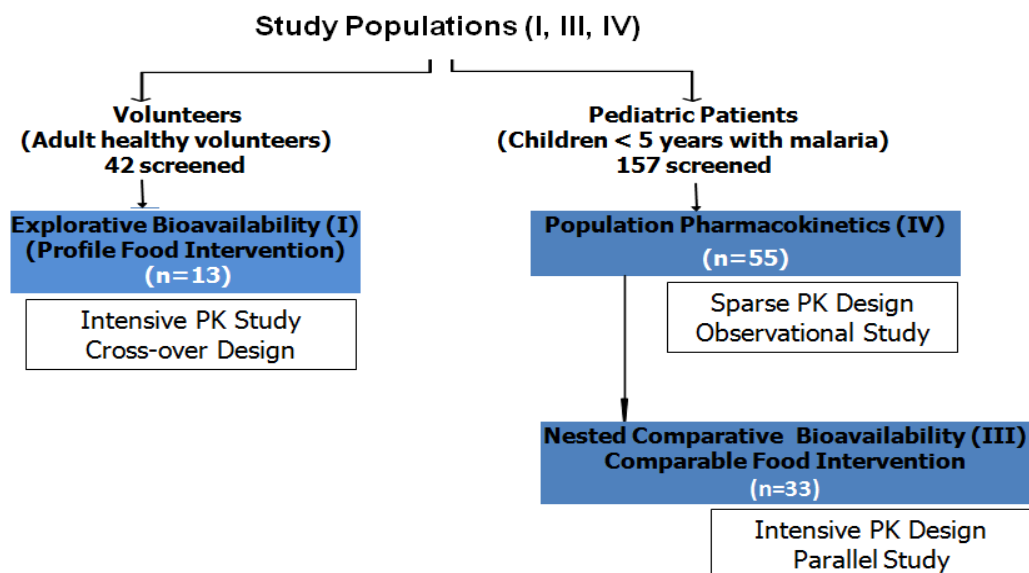 Study Populations (I, III, IV)
Volunteers
(Adult healthy volunteers)
42 screened
Explorative Bioavailability (I)
(Profile Food Intervention)
(n=13)
Intensive PK Study
Cross-over Design
Pediatric Patients
(Children < 5 years with malaria)
157 screened
Population Pharmacokinetics (IV)
(n=55)
Sparse PK Design
Observational Study
Nested Comparative Bioavailability (III)
Comparable Food Intervention
(n=33)
Intensive PK Design
Parallel Study